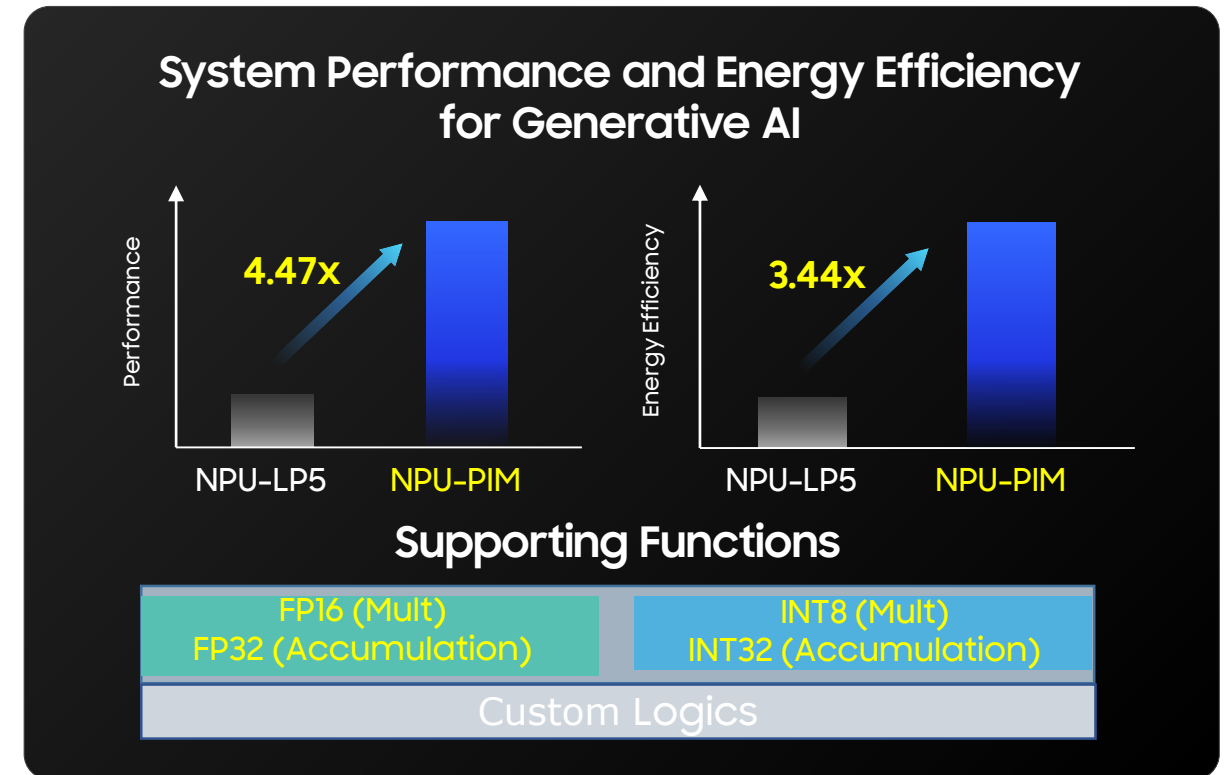 System Performance and Energy Efficiency
for Generative AI
Performance
4.47x
NPU-LP5
NPU-PIM
Energy Efficiency
3.44x
NPU-LP5
NPU-PIM
Supporting Functions
FP16 (Mult)
FP32 (Accumulation)
INT8 (Mult)
INT32 (Accumulation)
Custom Logics